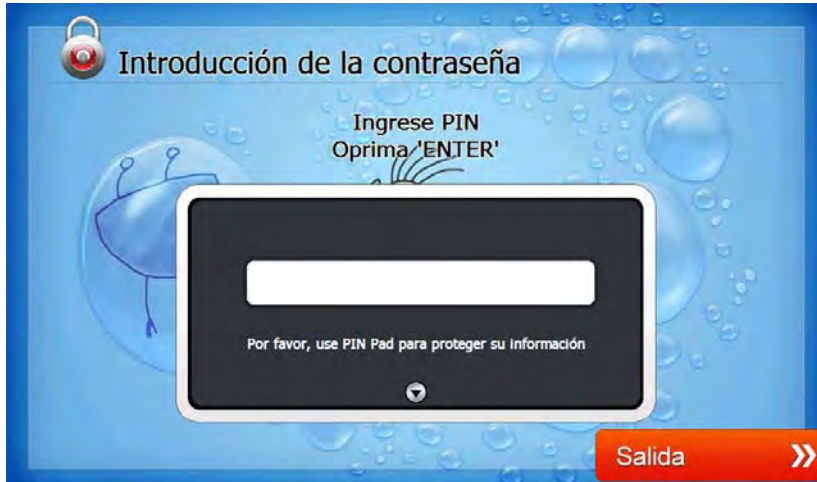 Introducción de la contraseña
Ingrese PIN
Oprima 'ENTER'
Por favor, use PIN Pad para proteger su información
Salida